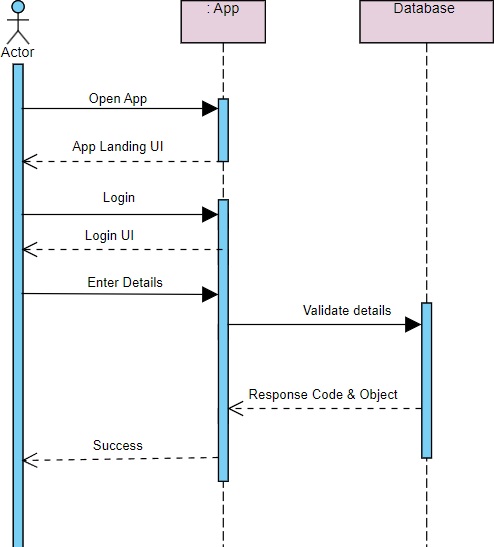 : App
Database
Actor
Open App
App Landing UI
Login
Login UI
Enter Details
Validate details
Response Code & Object
Success